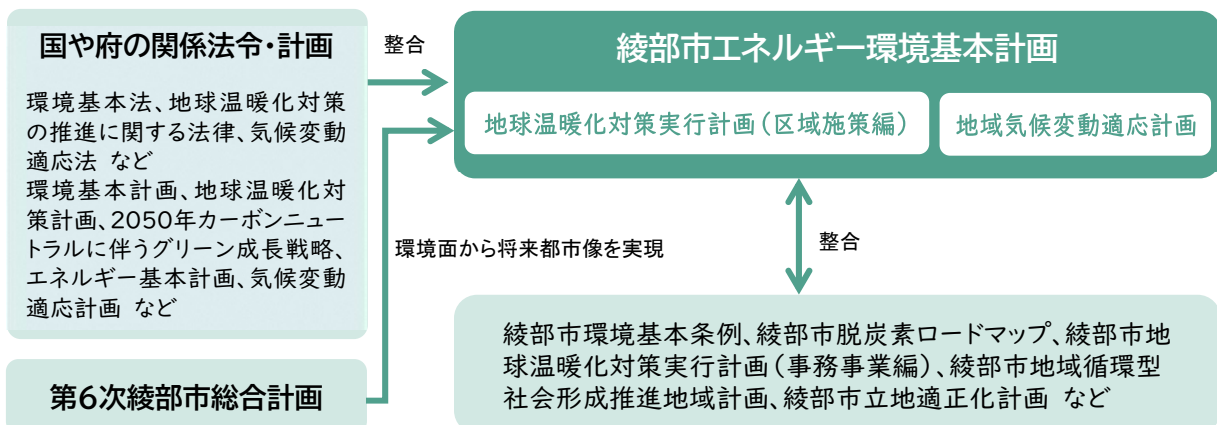 国や府の関係法令・計画
環境基本法、地球温暖化対策
の推進に関する法律、気候変動
適応法 など
環境基本計画、地球温暖化対
策計画、2050年カーボンニュー
トラルに伴うグリーン成長戦略、
エネルギー基本計画、気候変動
適応計画 など
第6次綾部市総合計画
整合
環境面から将来都市像を実現
綾部市エネルギー環境基本計画
地球温暖化対策実行計画(区域施策編)
地域気候変動適応計画
整合
綾部市環境基本条例、綾部市脱炭素ロードマップ、綾部市地
球温暖化対策実行計画(事務事業編)、綾部市地域循環型
社会形成推進地域計画、綾部市立地適正化計画 など